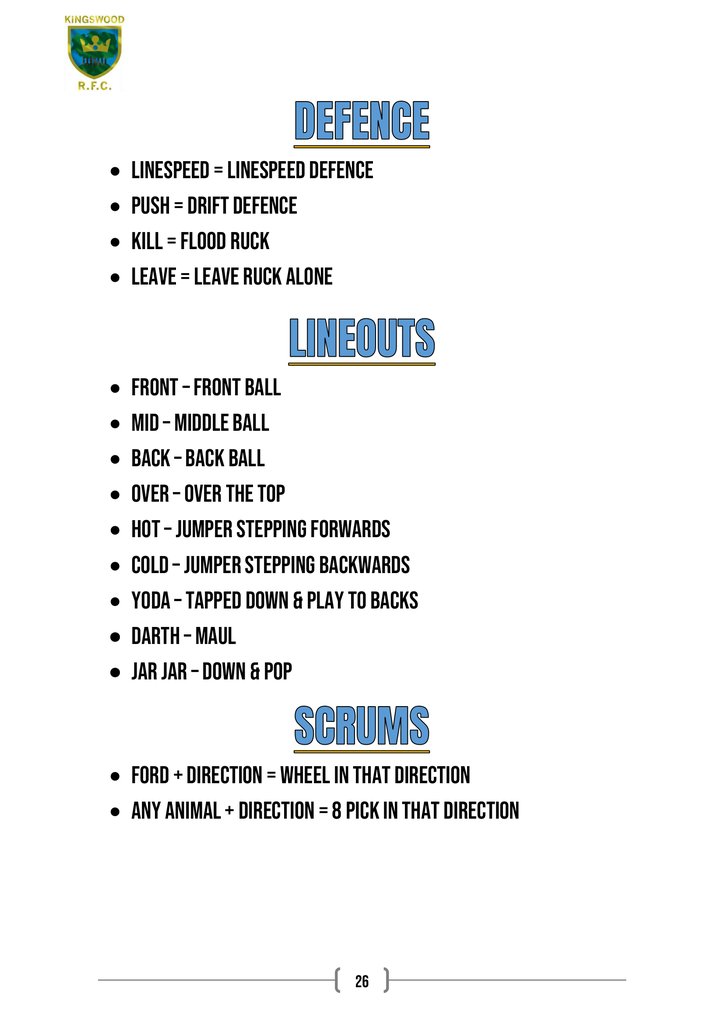 KINGSWOOD
R.F.C.
DEFENCE
● LINESPEED = LINESPEED DEFENCE
● PUSH = DRIFT DEFENCE
● KILL = FLOOD RUCK
● LEAVE = LEAVE RUCK ALONE
LINEOUTS
● FRONT – FRONT BALL
● MID – MIDDLE BALL
● BACK – BACK BALL
● OVER – OVER THE TOP
● HOT – JUMPER STEPPING FORWARDS
● COLD – JUMPER STEPPING BACKWARDS
● YODA – TAPPED DOWN & PLAY TO BACKS
● DARTH – MAUL
● JAR JAR – DOWN & POP
SCRUMS
● FORD + DIRECTION = WHEEL IN THAT DIRECTION
● ANY ANIMAL + DIRECTION = 8 PICK IN THAT DIRECTION
26